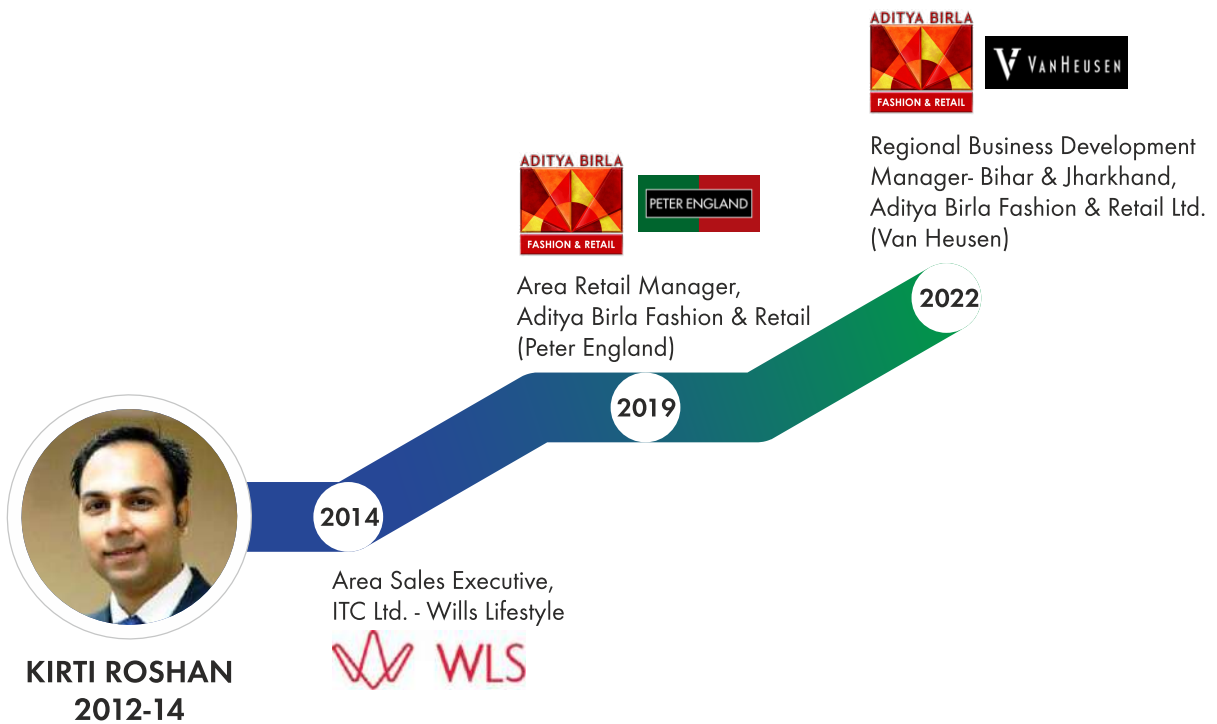 ADITYA BIRLA
FASHION & RETAIL
VAN HEUSEN
Regional Business Development
Manager- Bihar & Jharkhand,
Aditya Birla Fashion & Retail Ltd.
(Van Heusen)
2022
ADITYA BIRLA
FASHION & RETAIL
PETER ENGLAND
Area Retail Manager,
Aditya Birla Fashion & Retail
(Peter England)
2019
2014
Area Sales Executive,
ITC Ltd. - Wills Lifestyle
WLS
KIRTI ROSHAN
2012-14